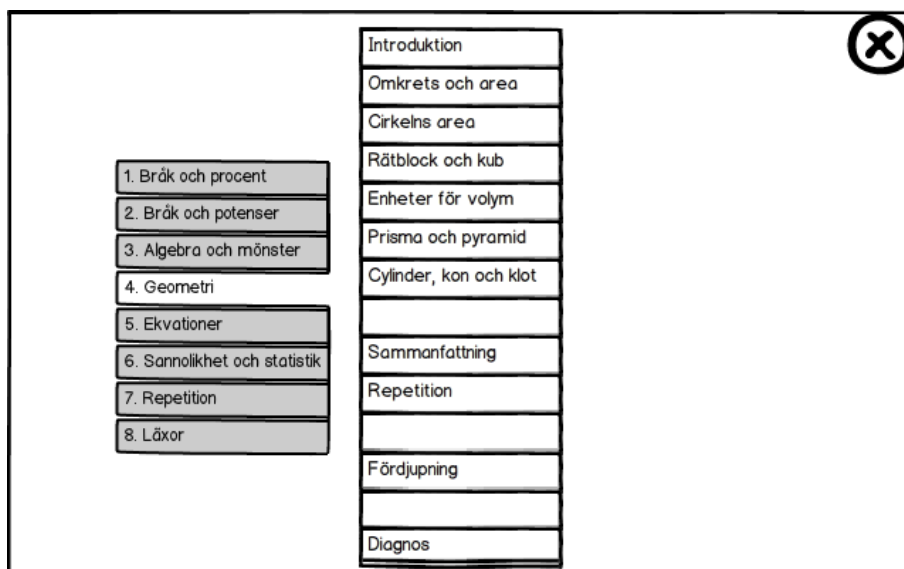 1. Bråk och procent
2. Bråk och potenser
3. Algebra och mönster
4. Geometri
5. Ekvationer
6. Sannolikhet och statistik
7. Repetition
8. Läxor
Introduktion
Omkrets och area
Cirkelns area
Rätblock och kub
Enheter för volym
Prisma och pyramid
Cylinder, kon och klot
Sammanfattning
Repetition
Fördjupning
Diagnos